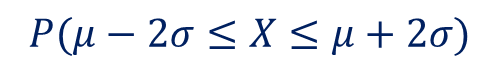 P(μ − 2σ ≤ X ≤ μ + 2σ)